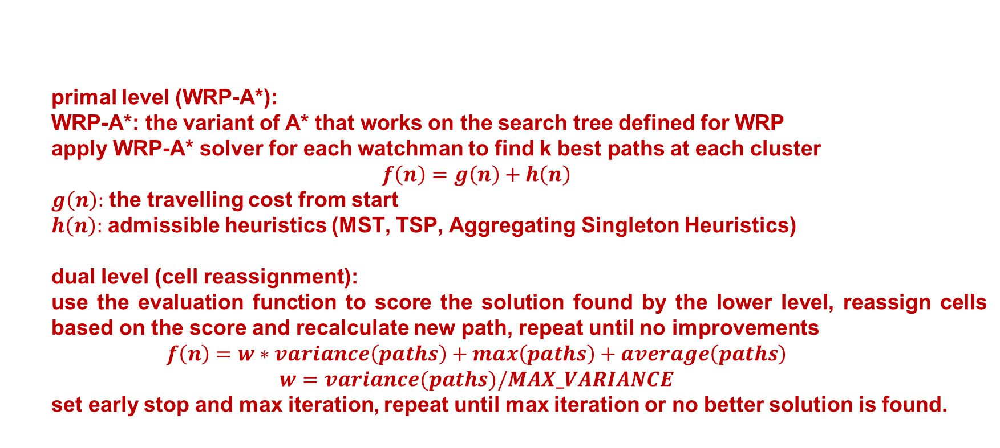 primal level (WRP-A*):
WRP-A*: the variant of A* that works on the search tree defined for WRP
apply WRP-A* solver for each watchman to find k best paths at each cluster
f(n) = g(n) + h(n)
g(n): the travelling cost from start
h(n): admissible heuristics (MST, TSP, Aggregating Singleton Heuristics)
dual level (cell reassignment):
use the evaluation function to score the solution found by the lower level, reassign cells
based on the score and recalculate new path, repeat until no improvements
f(n) = w * variance(paths) + max(paths) + average(paths)
w = variance(paths)/MAX_VARIANCE
set early stop and max iteration, repeat until max iteration or no better solution is found.